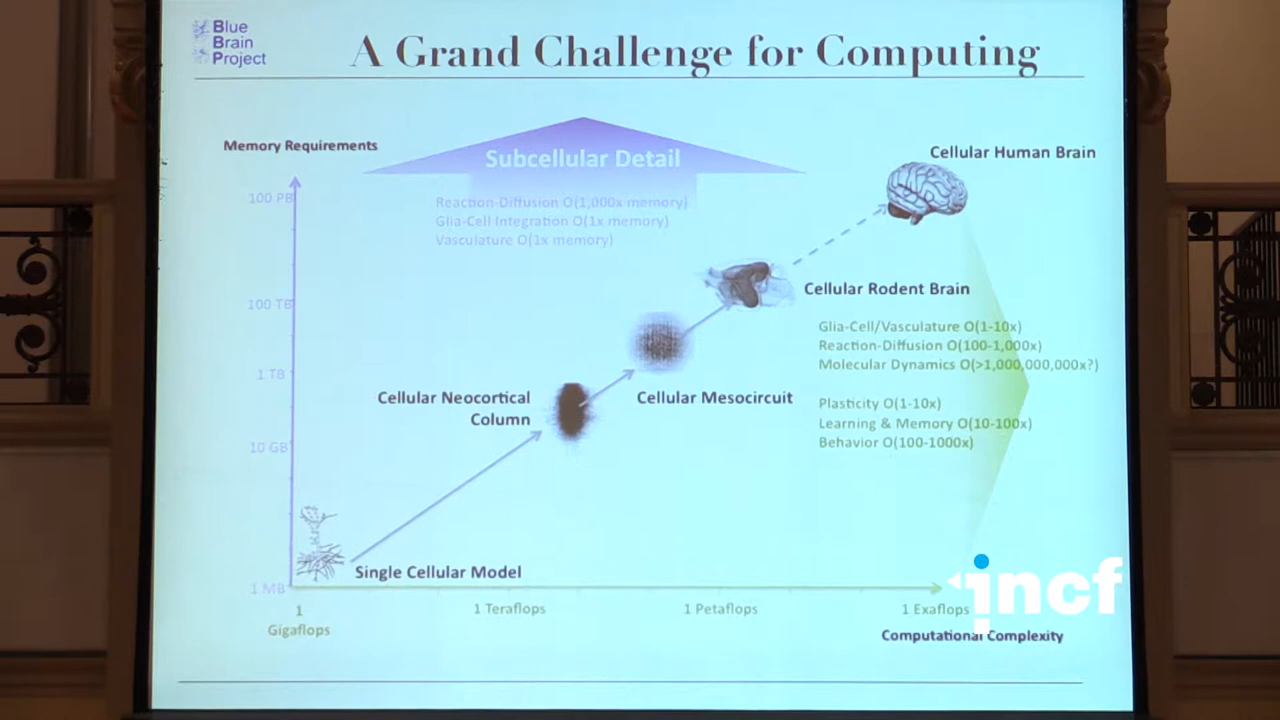 Blue
Brain
Project
A Grand Challenge for Computing
Memory Requirements
Subcellular Detail
Cellular Human Brain
100 PB
Reaction-Diffusion O(1,000x memory)
Glia-Cell Integration O(1x memory)
Vasculature O(1x memory)
Cellular Rodent Brain
100 TB
Glia-Cell/Vasculature O(1-10x)
Reaction-Diffusion O(100-1,000x)
Molecular Dynamics O(>1,000,000,000x?)
1 TB
Cellular Neocortical
Column
Cellular Mesocircuit
Plasticity O(1-10x)
Learning & Memory O(10-100x)
Behavior O(100-1000x)
10 GB
Single Cellular Model
1 MB
incf
1
Gigaflops
1 Teraflops
1 Petaflops
1 Exaflops
Computational Complexity